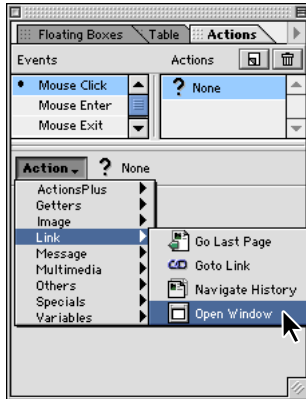 Floating Boxes Table Actions
Events Actions
Mouse Click ? None
Mouse Enter
Mouse Exit
Action ? None
ActionsPlus
Getters
Image
Link
Go Last Page
Message
Goto Link
Multimedia
Others
Navigate History
Specials
Open Window
Variables